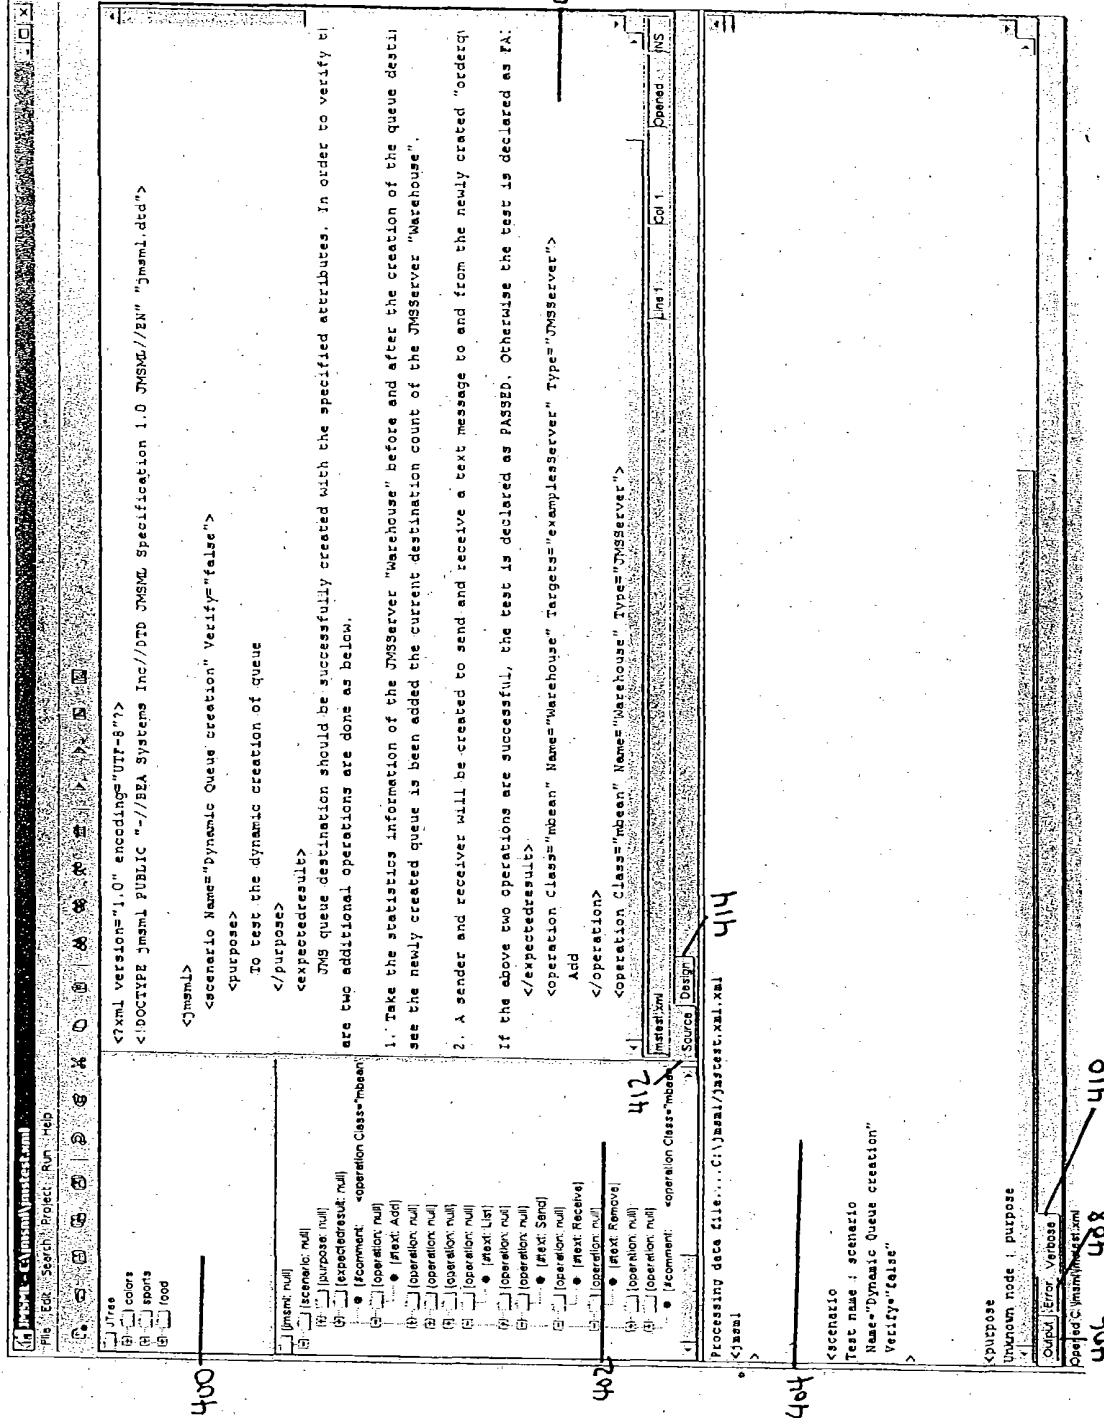 JMSML - C:\jmsml\jmstest.xml
File Edit Search Project Run Help
JTree
colors
sports
food
[jmsml: null]
[scenario: null]
[purpose: null]
[expectedresult: null]
[#comment: <operation Class="mbean"
[operation: null]
[#text: Add]
[operation: null]
[operation: null]
[operation: null]
[operation: null]
[#text: List]
[operation: null]
[operation: null]
[#text: Send]
[operation: null]
[#text: Receive]
[operation: null]
[#text: Remove]
[operation: null]
[operation: null]
[#comment: <operation Class="mbean"
<?xml version="1.0" encoding="UTF-8"?>
<!DOCTYPE jmsml PUBLIC "-//BEA Systems Inc//DTD JMSML Specification 1.0 JMSML//EN" "jmsml.dtd">
<jmsml>
<scenario Name="Dynamic Queue creation" Verify="false">
<purpose>
To test the dynamic creation of queue
</purpose>
<expectedresult>
JMS queue destination should be successfully created with the specified attributes. In order to verify
are two additional operations are done as below.
1. Take the statistics information of the JMSServer "Warehouse" before and after the creation of the queue
see the newly created queue is been added the current destination count of the JMSServer "Warehouse".
2. A sender and receiver will be created to send and receive a text message to and from the newly crated
If the above two operations are successful, the test is declared as PASSED. Otherwise the test is declared as
</expectedresult>
<operation Class="mbean" Name="Warehouse" Targets="examplesServer" Type="JMSServer">
Add
</operation>
<operation Class="mbean" Name="Warehouse" Type="JMSServer">
jmstest.xml Line 1 Col 1 Opened INS
Source Design
Processing data file....C:\jmsml/jmstest.xml.xml
<jmsml
>
<scenario
Test name : scenario
Name="Dynamic Queue creation"
Verify="false"
>
<purpose
Unknown node : purpose
Output Error Verbose
Opened C:\jmsml\jmstest.xml
400
402
404
406
408
410
412
414